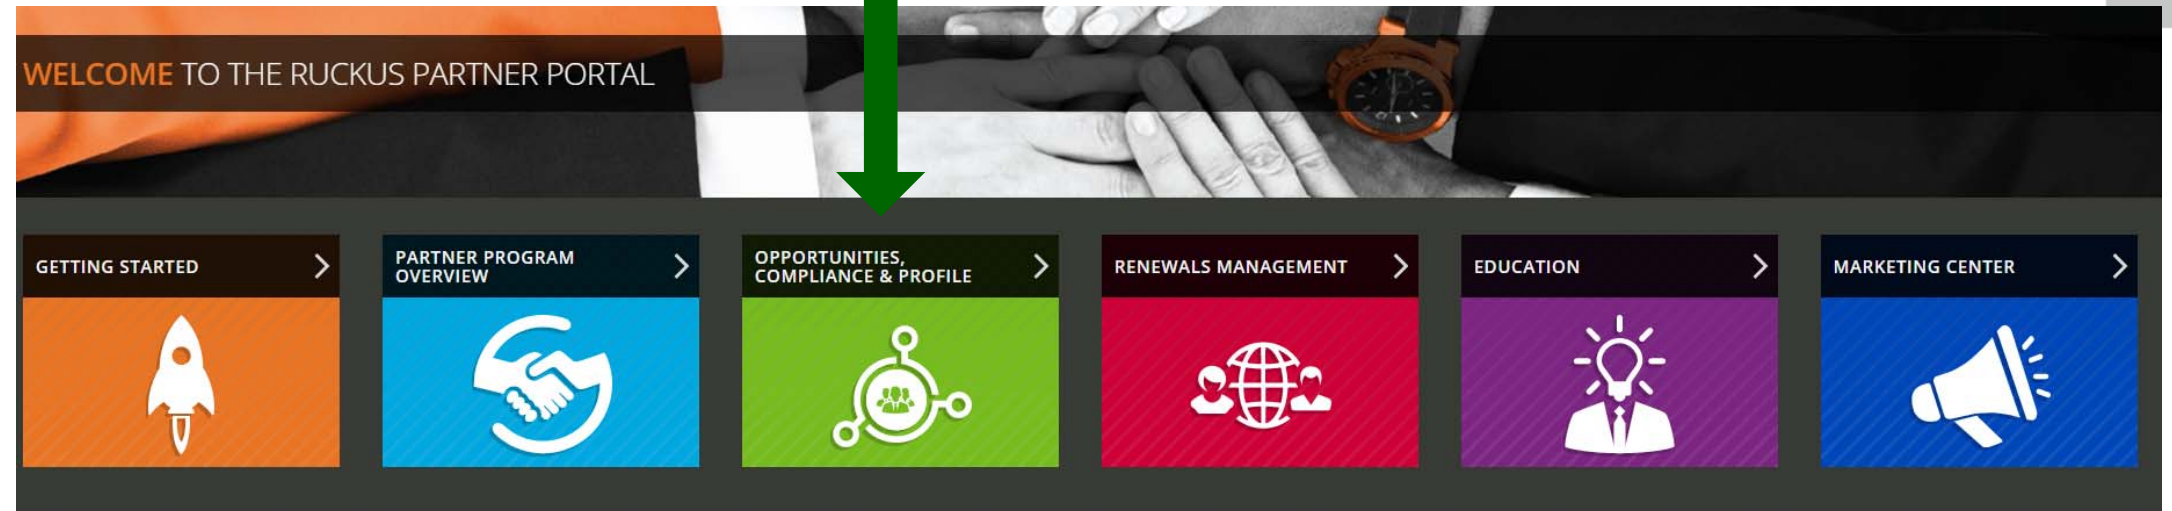 WELCOME TO THE RUCKUS PARTNER PORTAL
GETTING STARTED
PARTNER PROGRAM
OVERVIEW
OPPORTUNITIES,
COMPLIANCE & PROFILE
RENEWALS MANAGEMENT
EDUCATION
MARKETING CENTER